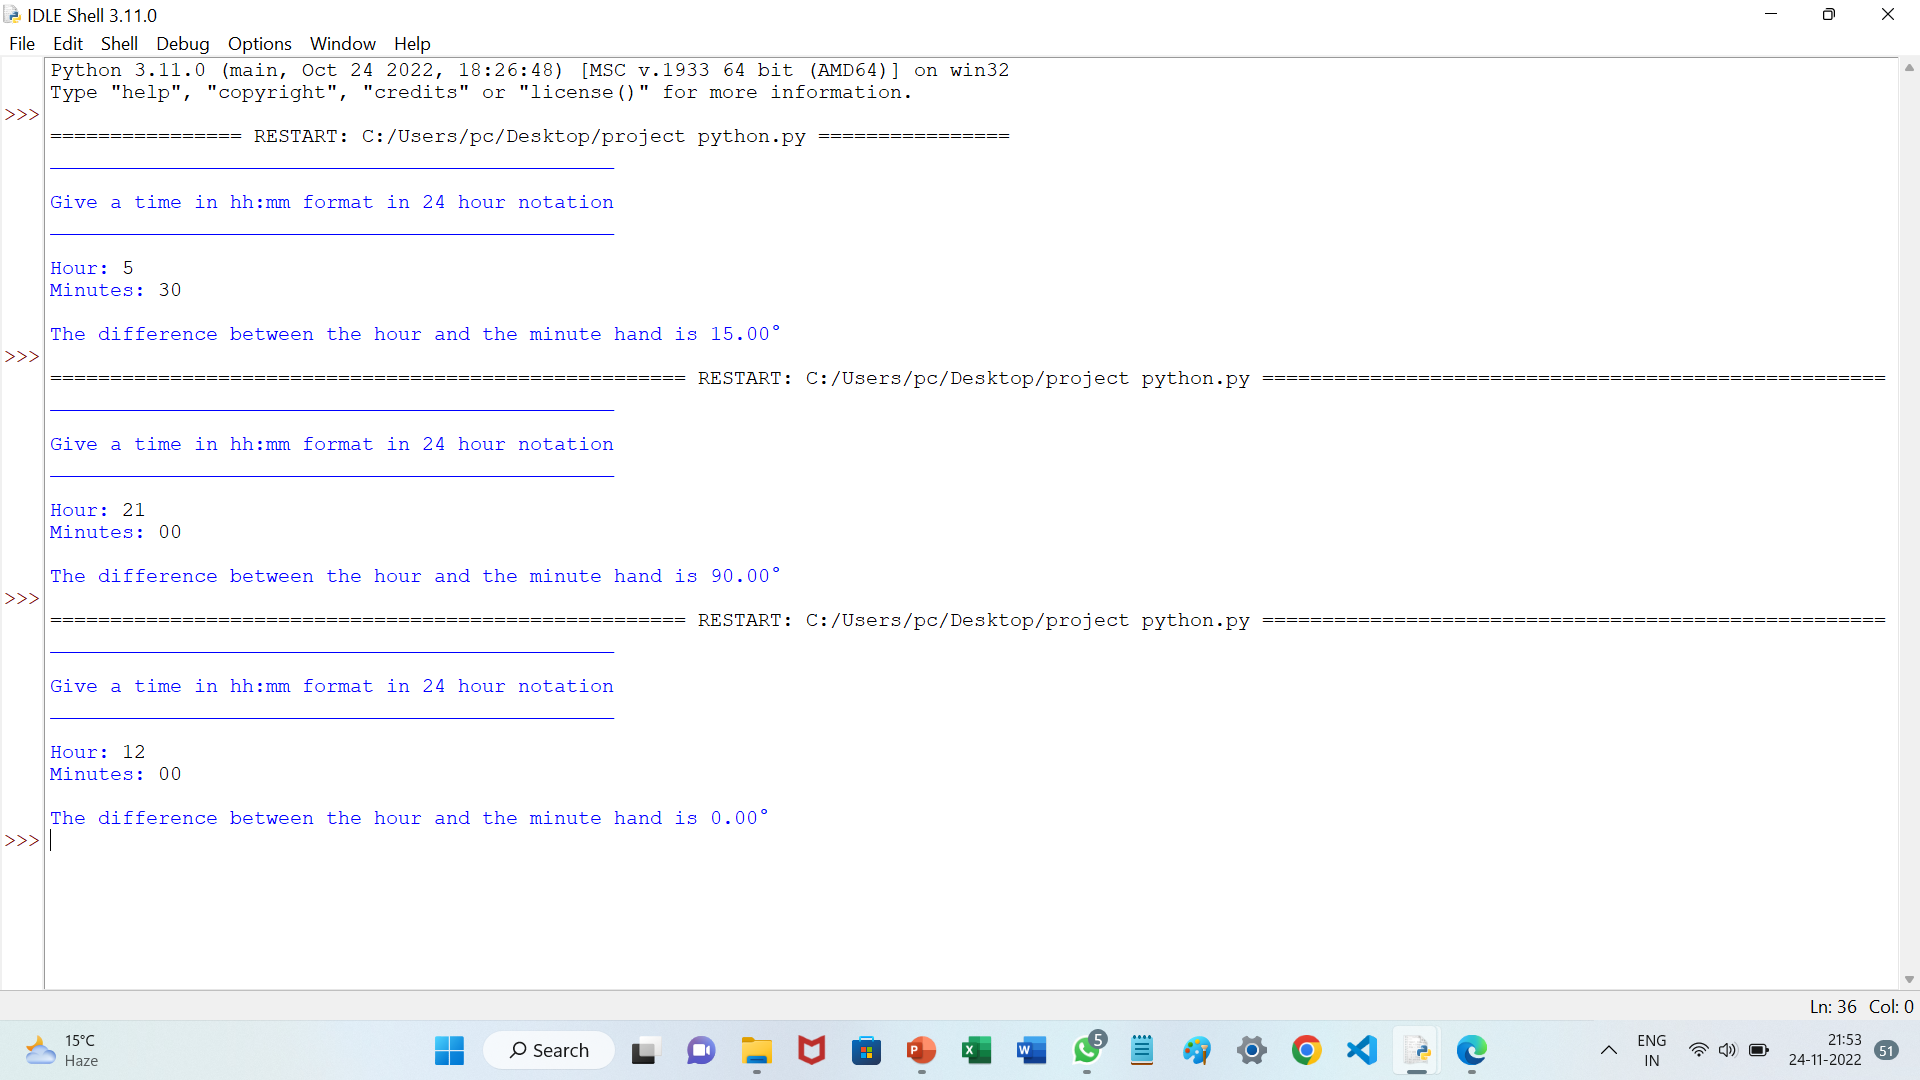 IDLE Shell 3.11.0
File Edit Shell Debug Options Window Help
Python 3.11.0 (main, Oct 24 2022, 18:26:48) [MSC v.1933 64 bit (AMD64)] on win32
Type "help", "copyright", "credits" or "license()" for more information.
>>>
================ RESTART: C:/Users/pc/Desktop/project python.py ================
_______________________________________________
Give a time in hh:mm format in 24 hour notation
_______________________________________________
Hour: 5
Minutes: 30
The difference between the hour and the minute hand is 15.00°
>>>
===================================================== RESTART: C:/Users/pc/Desktop/project python.py ====================================================
_______________________________________________
Give a time in hh:mm format in 24 hour notation
_______________________________________________
Hour: 21
Minutes: 00
The difference between the hour and the minute hand is 90.00°
>>>
===================================================== RESTART: C:/Users/pc/Desktop/project python.py ====================================================
_______________________________________________
Give a time in hh:mm format in 24 hour notation
_______________________________________________
Hour: 12
Minutes: 00
The difference between the hour and the minute hand is 0.00°
>>>
Ln: 36 Col: 0
15°C
Haze
Search
5
ENG
IN
21:53
24-11-2022
51